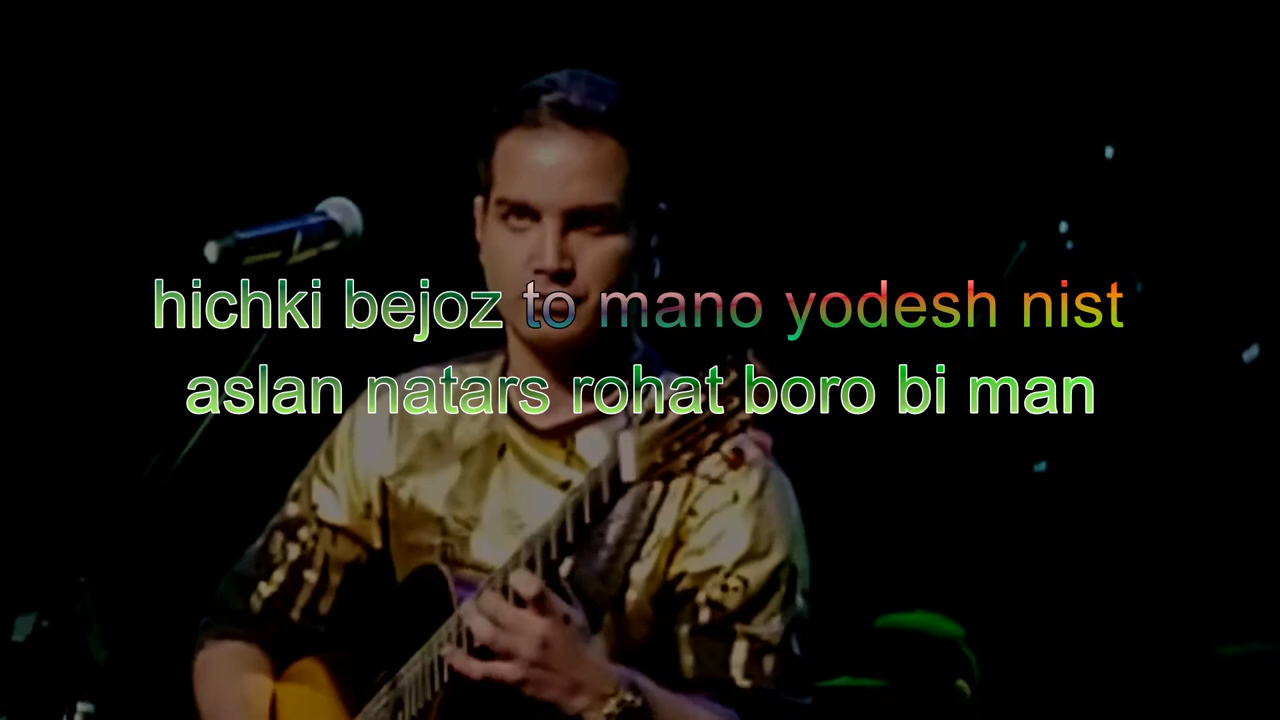 hichki bejoz to mano yodesh nist
aslan natars rohat boro bi man